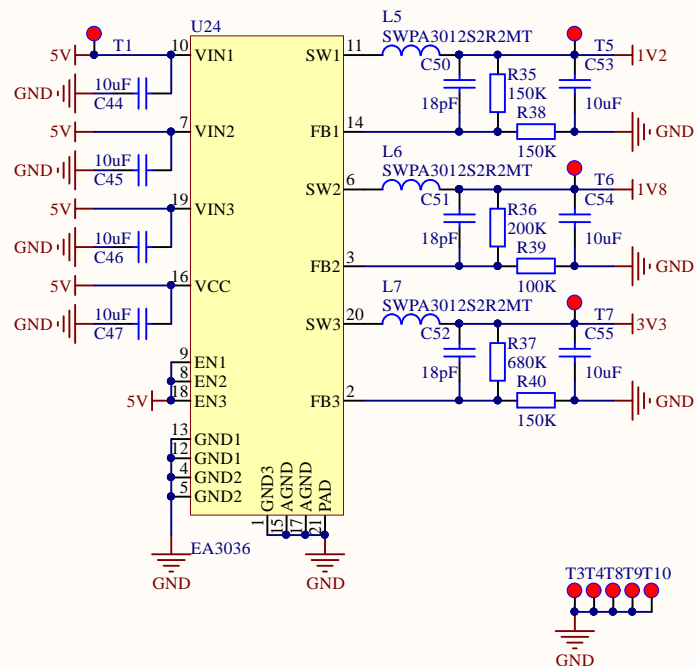 U24
L5
SWPA3012S2R2MT
5V
T1
10
VIN1
SW1
11
C50
T5
C53
1V2
10uF
GND
C44
18pF
R35
150K
R38
10uF
5V
7
VIN2
FB1
14
150K
GND
10uF
GND
C45
L6
SWPA3012S2R2MT
5V
19
VIN3
SW2
6
C51
T6
C54
1V8
10uF
GND
C46
18pF
R36
200K
R39
10uF
5V
16
VCC
FB2
3
100K
GND
10uF
GND
C47
L7
SWPA3012S2R2MT
SW3
20
C52
T7
C55
3V3
9
EN1
8
EN2
18
EN3
5V
18pF
R37
680K
R40
10uF
FB3
2
150K
GND
13
GND1
12
GND1
4
GND2
5
GND2
GND3
AGND
AGND
PAD
1
15
17
21
EA3036
GND
GND
T3T4T8T9T10
GND